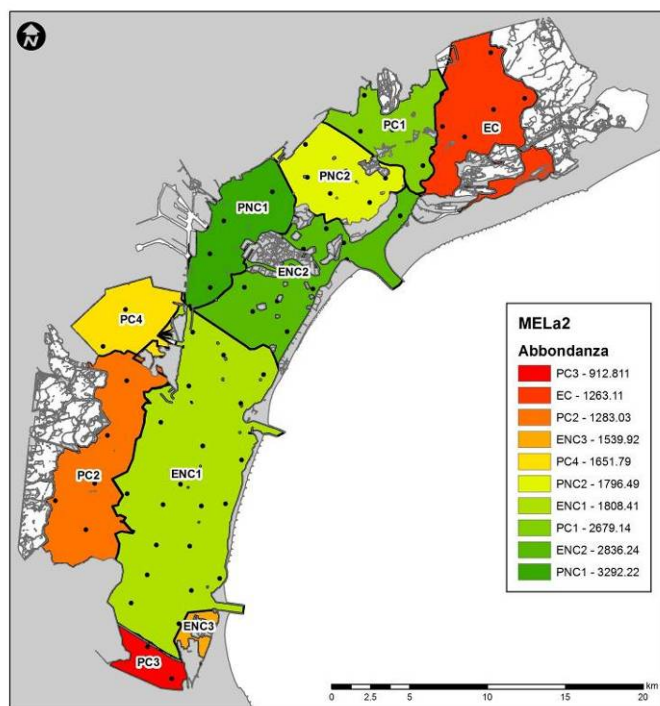 N
PC1
EC
PNC2
PNC1
ENC2
PC4
PC2
ENC1
ENC3
PC3
MELa2
Abbondanza
PC3 - 912.811
EC - 1263.11
PC2 - 1283.03
ENC3 - 1539.92
PC4 - 1651.79
PNC2 - 1796.49
ENC1 - 1808.41
PC1 - 2679.14
ENC2 - 2836.24
PNC1 - 3292.22
km
0 2.5 5 10 15 20